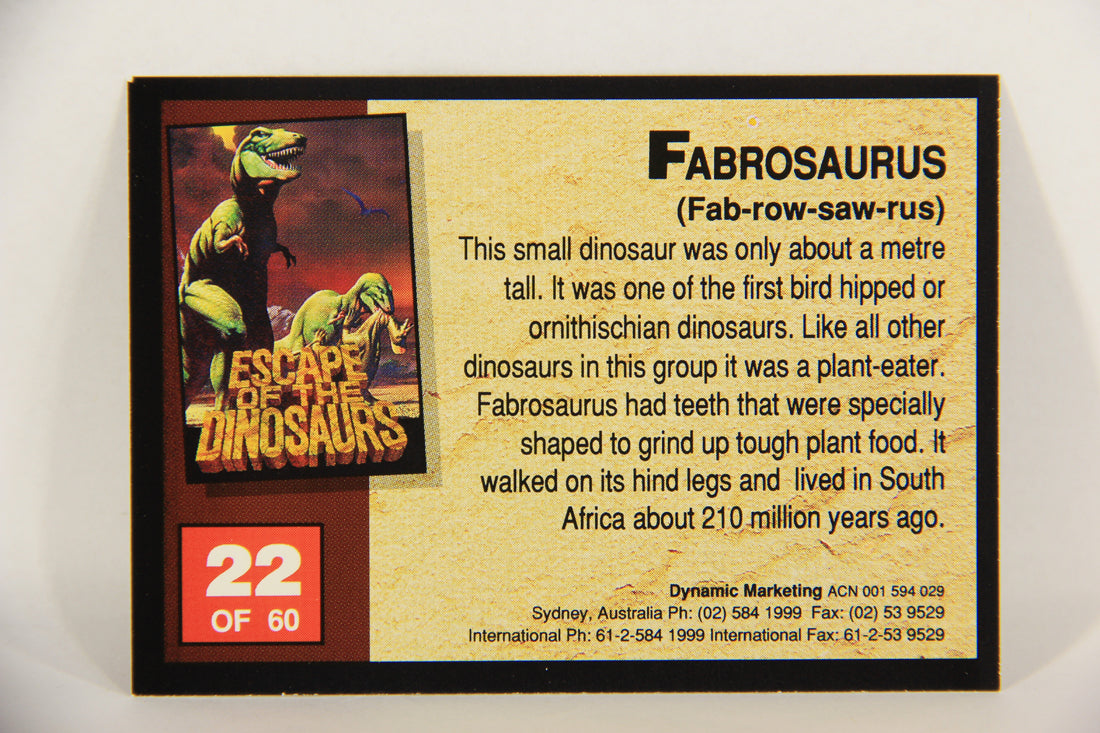 ESCAPE
OF THE
DINOSAURS
22
OF 60
FABROSAURUS
(Fab-row-saw-rus)
This small dinosaur was only about a metre
tall. It was one of the first bird hipped or
ornithischian dinosaurs. Like all other
dinosaurs in this group it was a plant-eater.
Fabrosaurus had teeth that were specially
shaped to grind up tough plant food. It
walked on its hind legs and lived in South
Africa about 210 million years ago.
Dynamic Marketing ACN 001 594 029
Sydney, Australia Ph: (02) 584 1999 Fax: (02) 53 9529
International Ph: 61-2-584 1999 International Fax: 61-2-53 9529